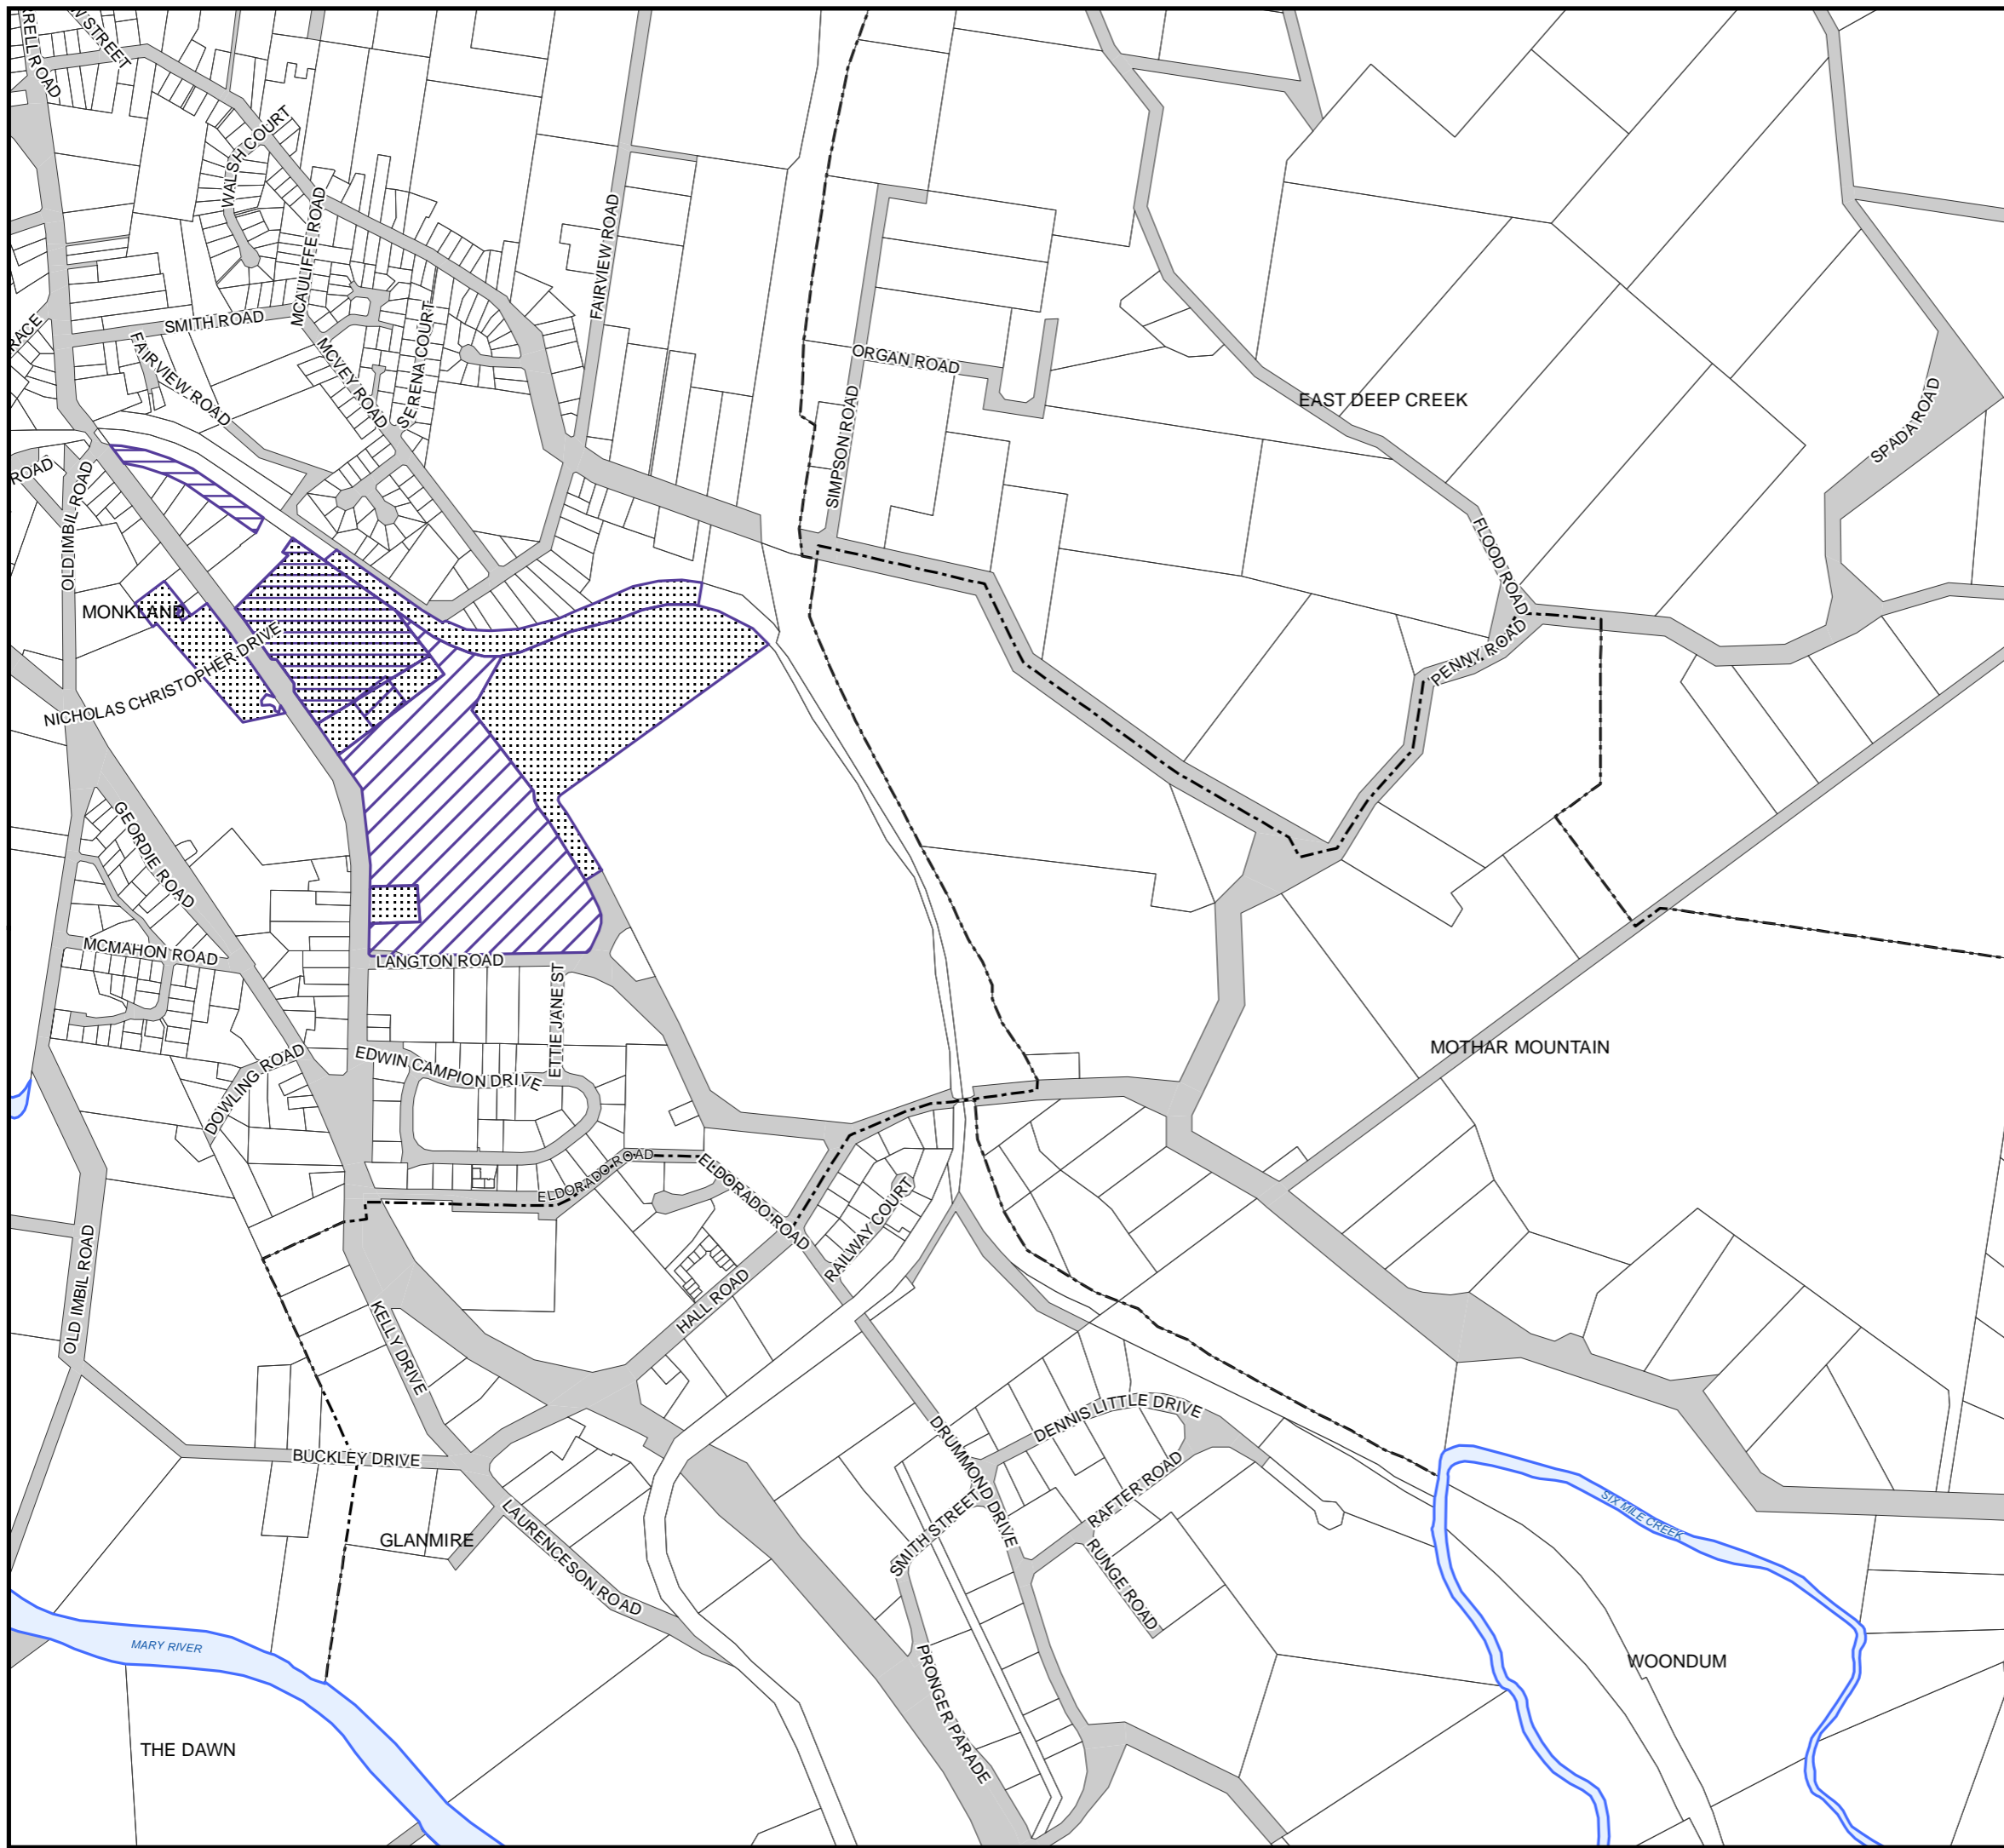 RRELL ROAD
W STREET
WALSH COURT
MCAULIFFE ROAD
FAIRVIEW ROAD
SMITH ROAD
RACE
FAIRVIEW ROAD
MCVEY ROAD
SERENA COURT
ORGAN ROAD
SIMPSON ROAD
EAST DEEP CREEK
SPADA ROAD
ROAD
OLD IMBIL ROAD
FLOOD ROAD
MONKLAND
PENNY ROAD
NICHOLAS CHRISTOPHER DRIVE
GEORDIE ROAD
MCMAHON ROAD
LANGTON ROAD
ETTIE JANE ST
MOTHAR MOUNTAIN
EDWIN CAMPION DRIVE
DOWLING ROAD
ELDORADO ROAD
ELDORADO ROAD
RAILWAY COURT
OLD IMBIL ROAD
HALL ROAD
KELLY DRIVE
DENNIS LITTLE DRIVE
DRUMMOND DRIVE
BUCKLEY DRIVE
RAFTER ROAD
SIX MILE CREEK
SMITH STREET
GLANMIRE
LAURENCESON ROAD
RUNGE ROAD
MARY RIVER
WOONDUM
PRONGER PARADE
THE DAWN